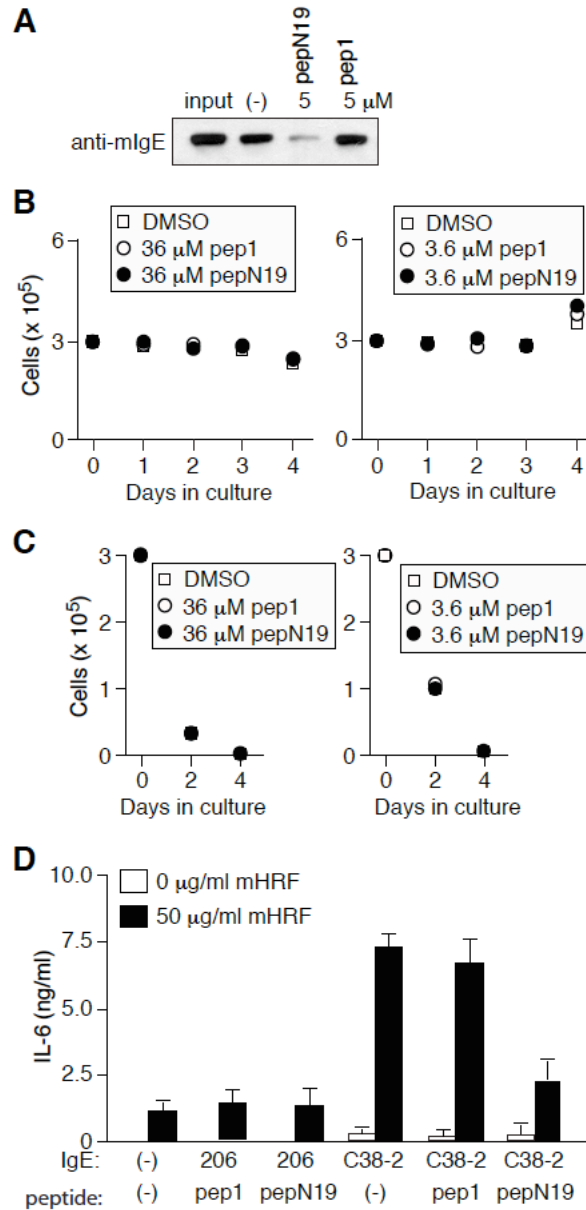 A
pepN19
pep1
input (-) 5 5 μM
anti-mIgE
B
DMSO
36 μM pep1
36 μM pepN19
6
3
0
Cells (x 10⁵)
0 1 2 3 4
Days in culture
DMSO
3.6 μM pep1
3.6 μM pepN19
6
3
0
0 1 2 3 4
Days in culture
C
DMSO
36 μM pep1
36 μM pepN19
3
2
1
0
Cells (x 10⁵)
0 2 4
Days in culture
DMSO
3.6 μM pep1
3.6 μM pepN19
3
2
1
0
0 2 4
Days in culture
D
0 μg/ml mHRF
50 μg/ml mHRF
10.0
7.5
5.0
2.5
0
IL-6 (ng/ml)
IgE: (-) 206 206 C38-2 C38-2 C38-2
peptide: (-) pep1 pepN19 (-) pep1 pepN19